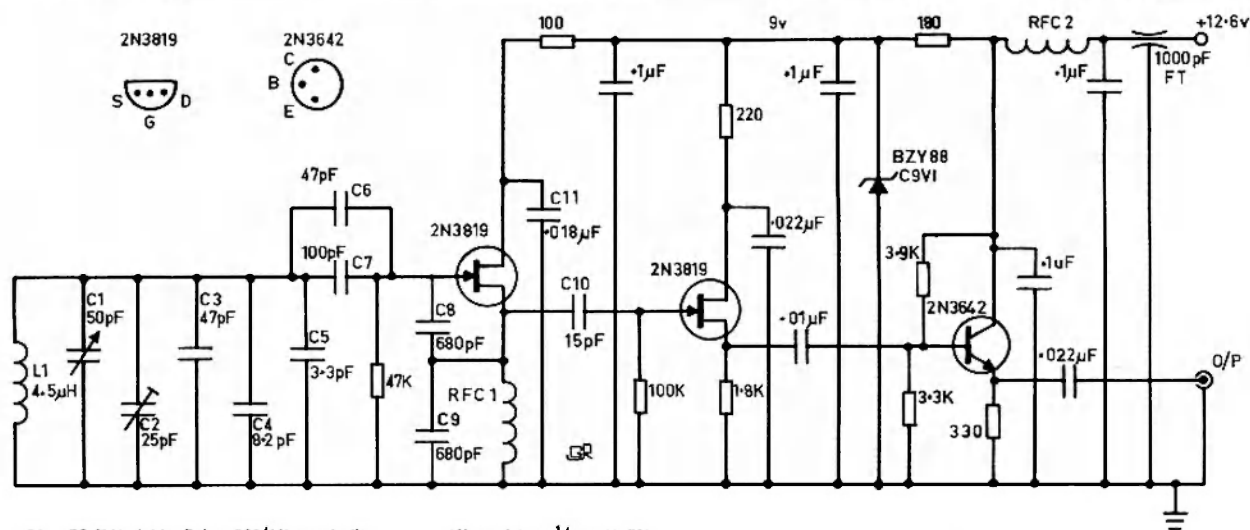 100
9v
180
RFC 2
+12·6v
2N3819
2N3642
C
B
E
S
D
G
·1μF
·1μF
·1μF
1000pF
FT
220
BZY88
C9V1
47pF
C6
C11
·018μF
2N3819
100pF
C7
·022μF
3·9K
·1uF
2N3819
C1
50pF
C3
47pF
C8
680pF
C10
15pF
·01μF
2N3642
C5
3·3pF
L1
4·5μH
47K
RFC 1
100K
1·8K
·022μF
O/P
C2
25pF
C4
8·2pF
C9
680pF
3·3K
330
GR